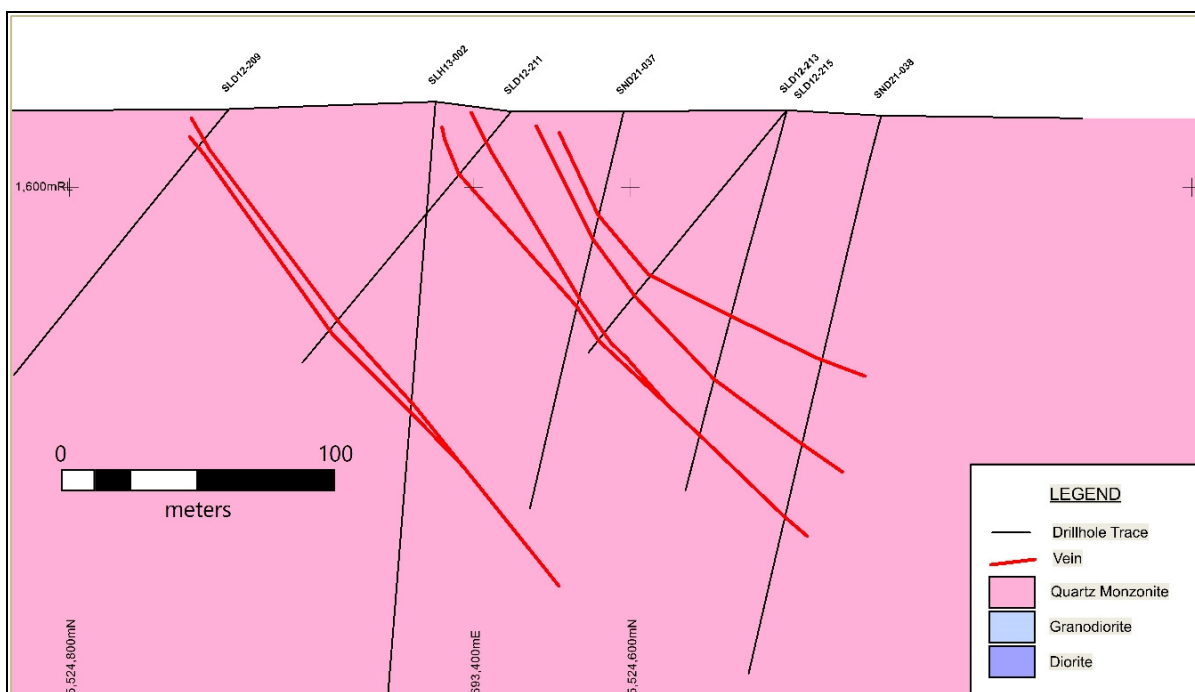 SLD12-209
SLH13-002
SLD12-211
SND21-037
SLD12-213
SLD12-215
SND21-038
1,600mRL
0 100
meters
5,524,800mN
693,400mE
5,524,600mN
LEGEND
Drillhole Trace
Vein
Quartz Monzonite
Granodiorite
Diorite